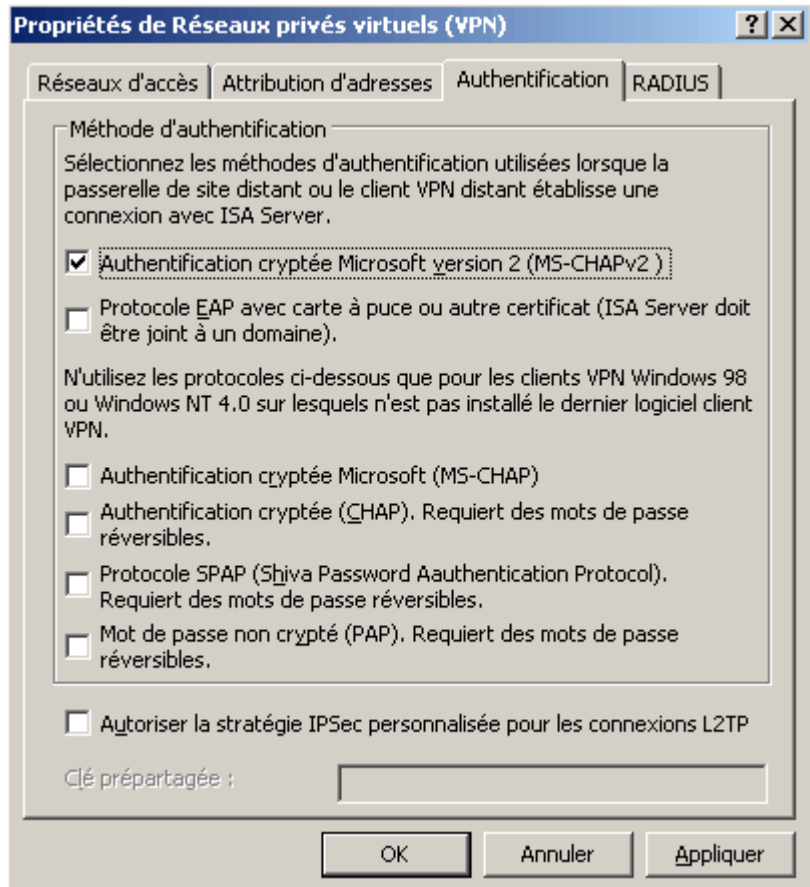 Propriétés de Réseaux privés virtuels (VPN)
Réseaux d'accès Attribution d'adresses Authentification RADIUS
Méthode d'authentification
Sélectionnez les méthodes d'authentification utilisées lorsque la
passerelle de site distant ou le client VPN distant établisse une
connexion avec ISA Server.
Authentification cryptée Microsoft version 2 (MS-CHAPv2 )
Protocole EAP avec carte à puce ou autre certificat (ISA Server doit
être joint à un domaine).
N'utilisez les protocoles ci-dessous que pour les clients VPN Windows 98
ou Windows NT 4.0 sur lesquels n'est pas installé le dernier logiciel client
VPN.
Authentification cryptée Microsoft (MS-CHAP)
Authentification cryptée (CHAP). Requiert des mots de passe
réversibles.
Protocole SPAP (Shiva Password Aauthentication Protocol).
Requiert des mots de passe réversibles.
Mot de passe non crypté (PAP). Requiert des mots de passe
réversibles.
Autoriser la stratégie IPSec personnalisée pour les connexions L2TP
Clé prépartagée :
OK Annuler Appliquer